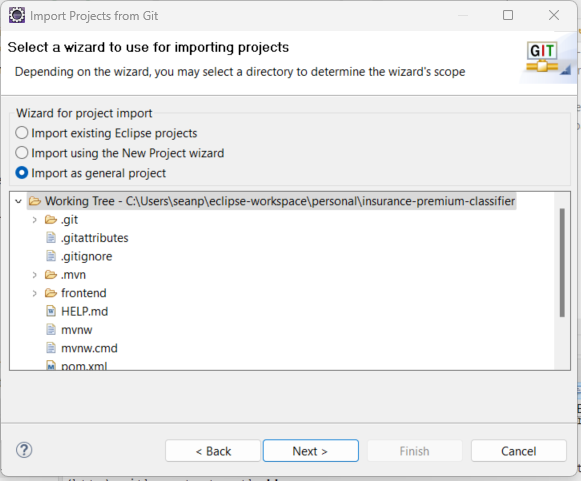 Import Projects from Git
Select a wizard to use for importing projects
Depending on the wizard, you may select a directory to determine the wizard's scope
GIT
Wizard for project import
Import existing Eclipse projects
Import using the New Project wizard
Import as general project
Working Tree - C:\Users\seanp\eclipse-workspace\personal\insurance-premium-classifier
.git
.gitattributes
.gitignore
.mvn
frontend
HELP.md
mvnw
mvnw.cmd
pom.xml
?
< Back
Next >
Finish
Cancel